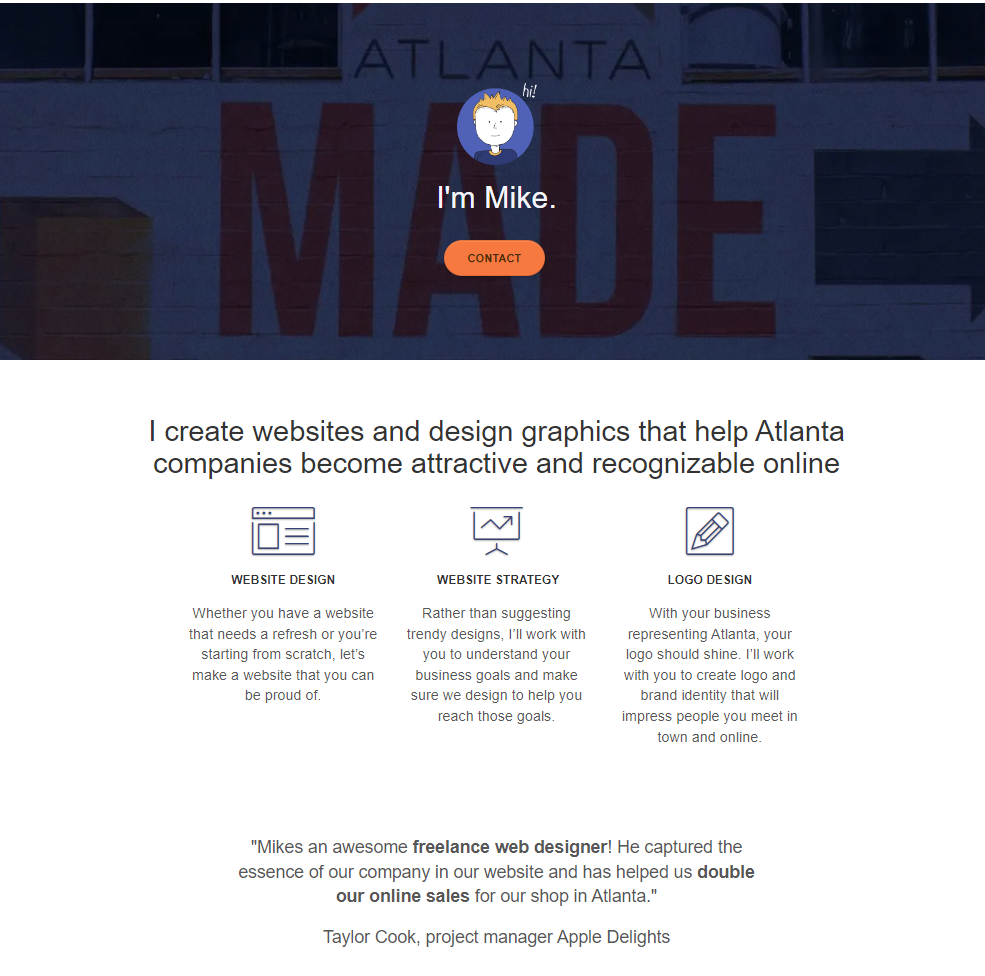 ATLANTA
MADE
hi!
I'm Mike.
CONTACT
I create websites and design graphics that help Atlanta
companies become attractive and recognizable online
WEBSITE DESIGN
Whether you have a website
that needs a refresh or you’re
starting from scratch, let’s
make a website that you can
be proud of.
WEBSITE STRATEGY
Rather than suggesting
trendy designs, I’ll work with
you to understand your
business goals and make
sure we design to help you
reach those goals.
LOGO DESIGN
With your business
representing Atlanta, your
logo should shine. I’ll work
with you to create logo and
brand identity that will
impress people you meet in
town and online.
"Mikes an awesome freelance web designer! He captured the
essence of our company in our website and has helped us double
our online sales for our shop in Atlanta."
Taylor Cook, project manager Apple Delights